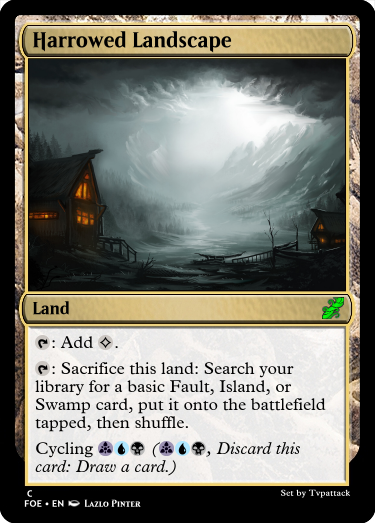 Harrowed Landscape
Land
: Add .
: Sacrifice this land: Search your
library for a basic Fault, Island, or
Swamp card, put it onto the battlefield
tapped, then shuffle.
Cycling (, Discard this
card: Draw a card.)
C
FOE • EN Lazlo Pinter
Set by Tvpattack